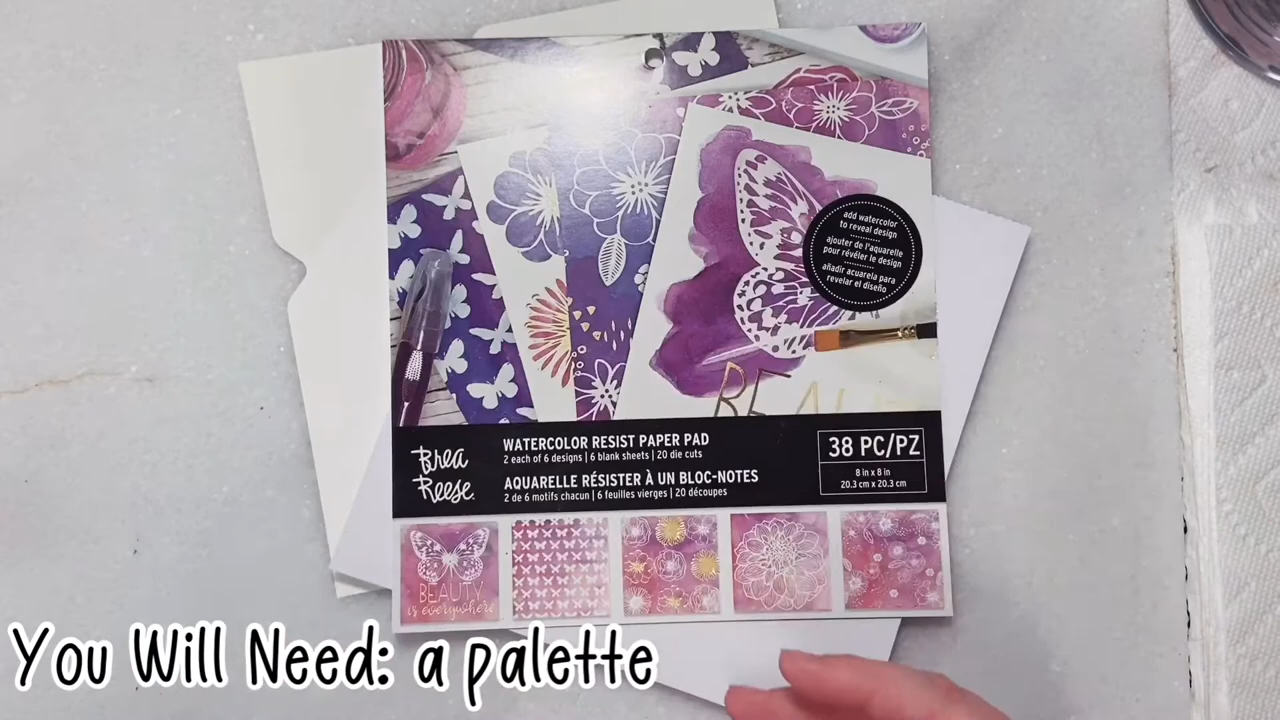 add watercolor
to reveal design
ajouter de l'aquarelle
pour révéler le design
añadir acuarela para
revelar el diseño
BEAU
Brea
Reese
WATERCOLOR RESIST PAPER PAD
2 each of 6 designs | 6 blank sheets | 20 die cuts
AQUARELLE RÉSISTER À UN BLOC-NOTES
2 de 6 motifs chacun | 6 feuilles vierges | 20 découpes
38 PC/PZ
8 in x 8 in
20.3 cm x 20.3 cm
BEAUTY
is everywhere
You Will Need: a palette